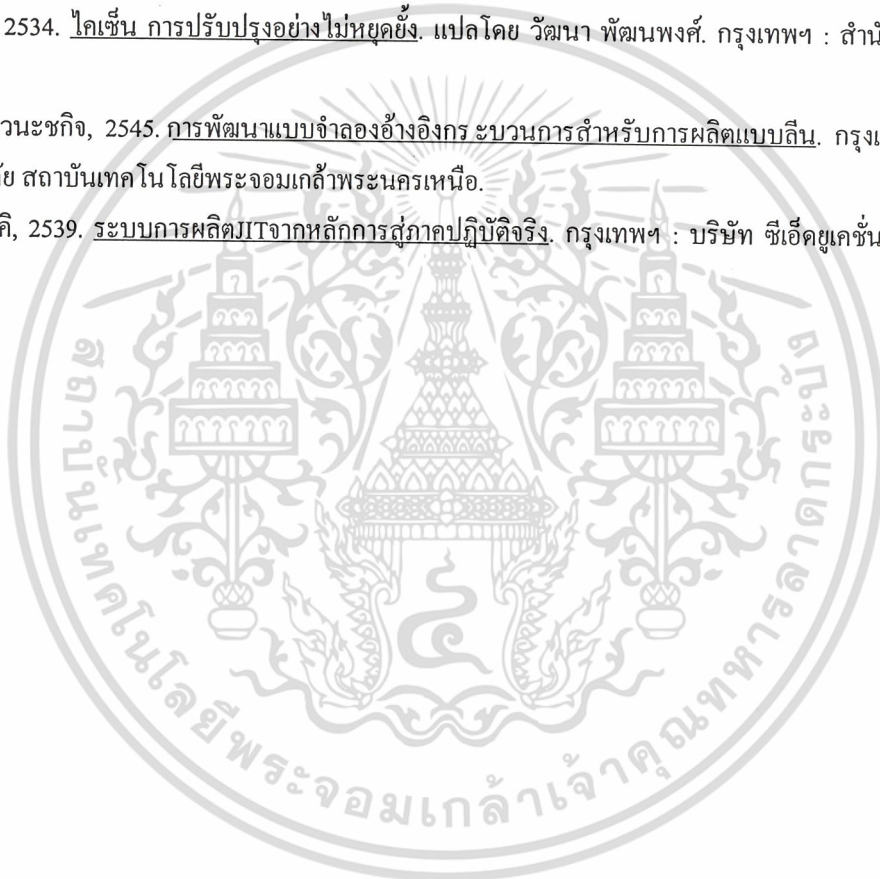 2534. ไคเซ็น การปรับปรุงอย่างไม่หยุดยั้ง. แปลโดย วัฒนา พัฒนพงศ์. กรุงเทพฯ : สำนั
วนะชกิจ, 2545. การพัฒนาแบบจำลองอ้างอิงกระบวนการสำหรับการผลิตแบบลีน. กรุงเ
ัย สถาบันเทคโนโลยีพระจอมเกล้าพระนครเหนือ.
คิ, 2539. ระบบการผลิตJITจากหลักการสู่ภาคปฏิบัติจริง. กรุงเทพฯ : บริษัท ซีเอ็ดยูเคชั่น
สถาบันเทคโนโลยีพระจอมเกล้าเจ้าคุณทหารลาดกระบัง